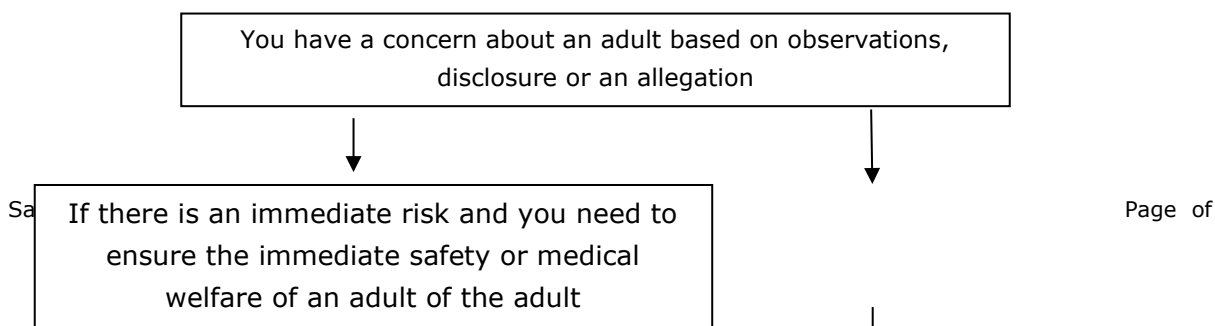 You have a concern about an adult based on observations,
disclosure or an allegation
If there is an immediate risk and you need to
ensure the immediate safety or medical
welfare of an adult of the adult
Sa
Page of